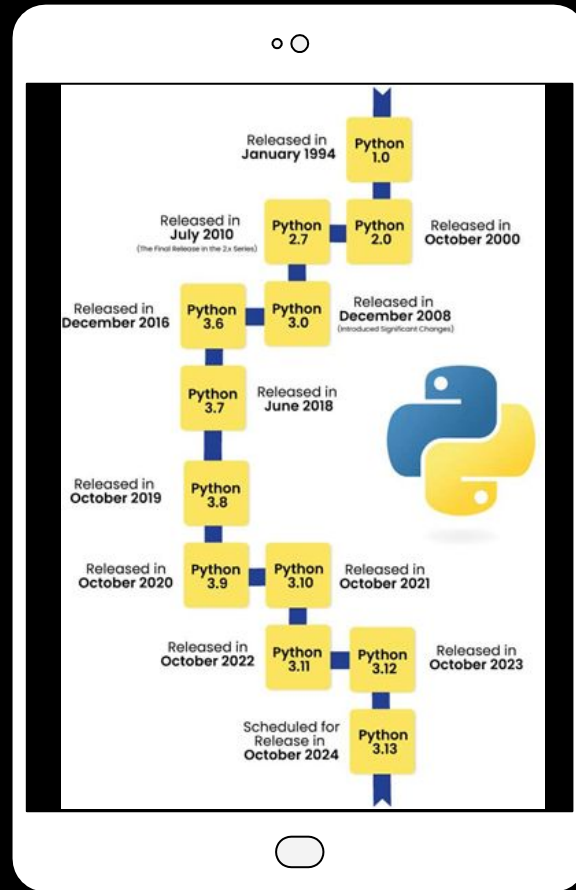 Released in
January 1994
Python
1.0
Released in
July 2010
(The Final Release in the 2.x Series)
Python
2.7
Python
2.0
Released in
October 2000
Released in
December 2016
Python
3.6
Python
3.0
Released in
December 2008
(Introduced Significant Changes)
Python
3.7
Released in
June 2018
Released in
October 2019
Python
3.8
Released in
October 2020
Python
3.9
Python
3.10
Released in
October 2021
Released in
October 2022
Python
3.11
Python
3.12
Released in
October 2023
Scheduled for
Release in
October 2024
Python
3.13